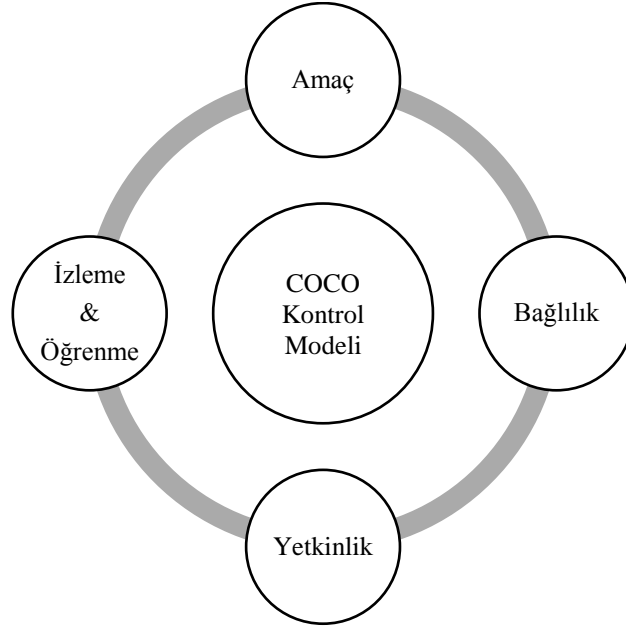 Amaç
İzleme
&
Öğrenme
COCO
Kontrol
Modeli
Bağlılık
Yetkinlik